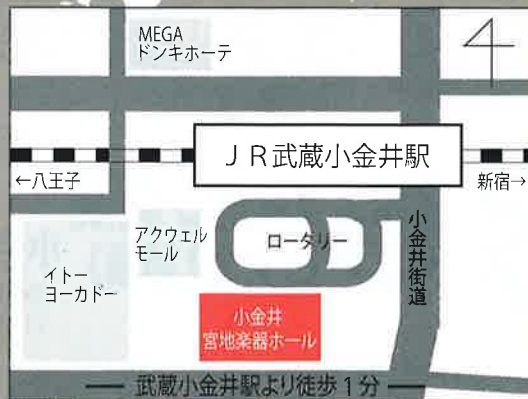 MEGA
ドンキホーテ
JR武蔵小金井駅
←八王子
新宿→
アクウェル
モール
ロータリー
小金井街道
イトー
ヨーカドー
小金井
宮地楽器ホール
武蔵小金井駅より徒歩1分